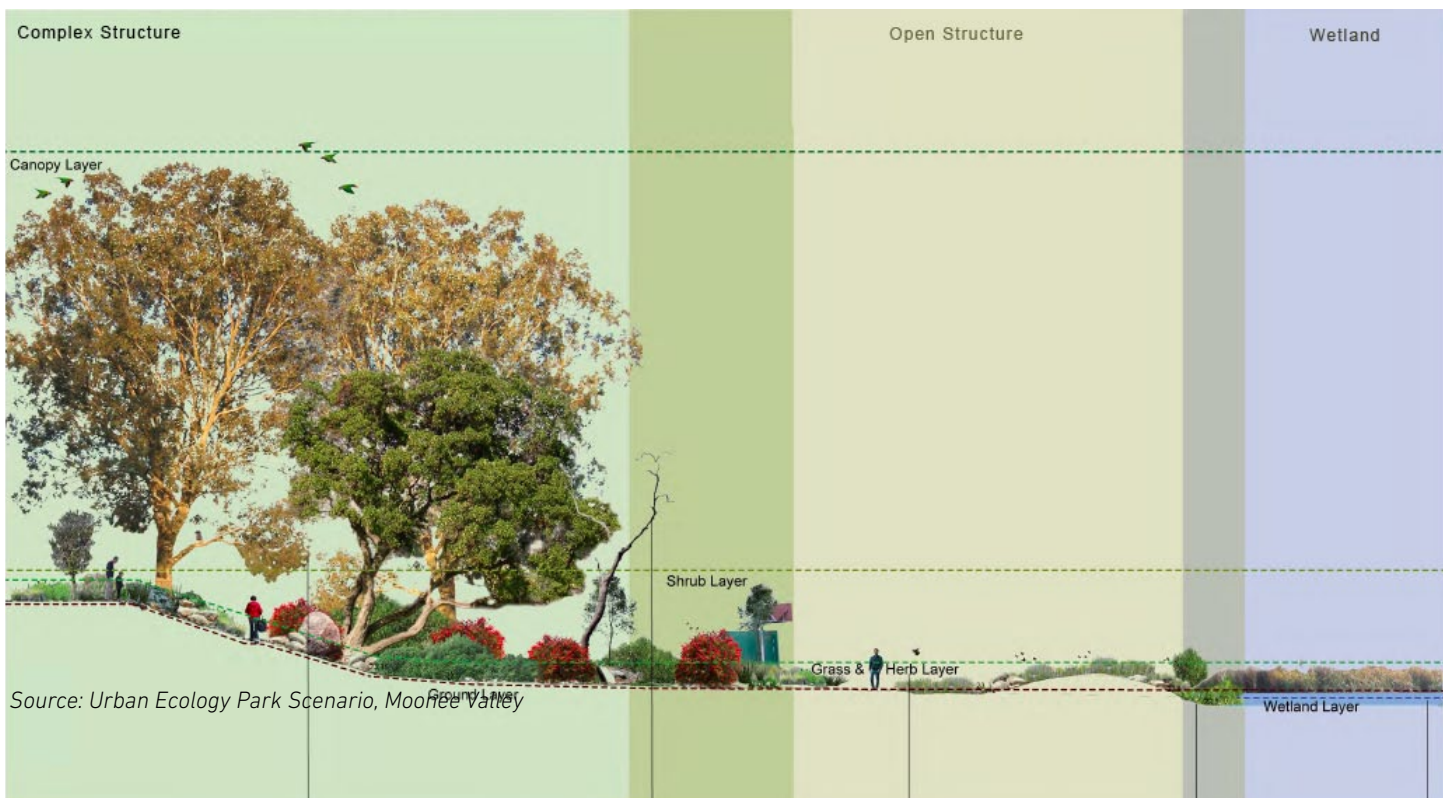 Complex Structure
Open Structure
Wetland
Canopy Layer
Shrub Layer
Grass & Herb Layer
Ground Layer
Source: Urban Ecology Park Scenario, Moonee Valley
Wetland Layer